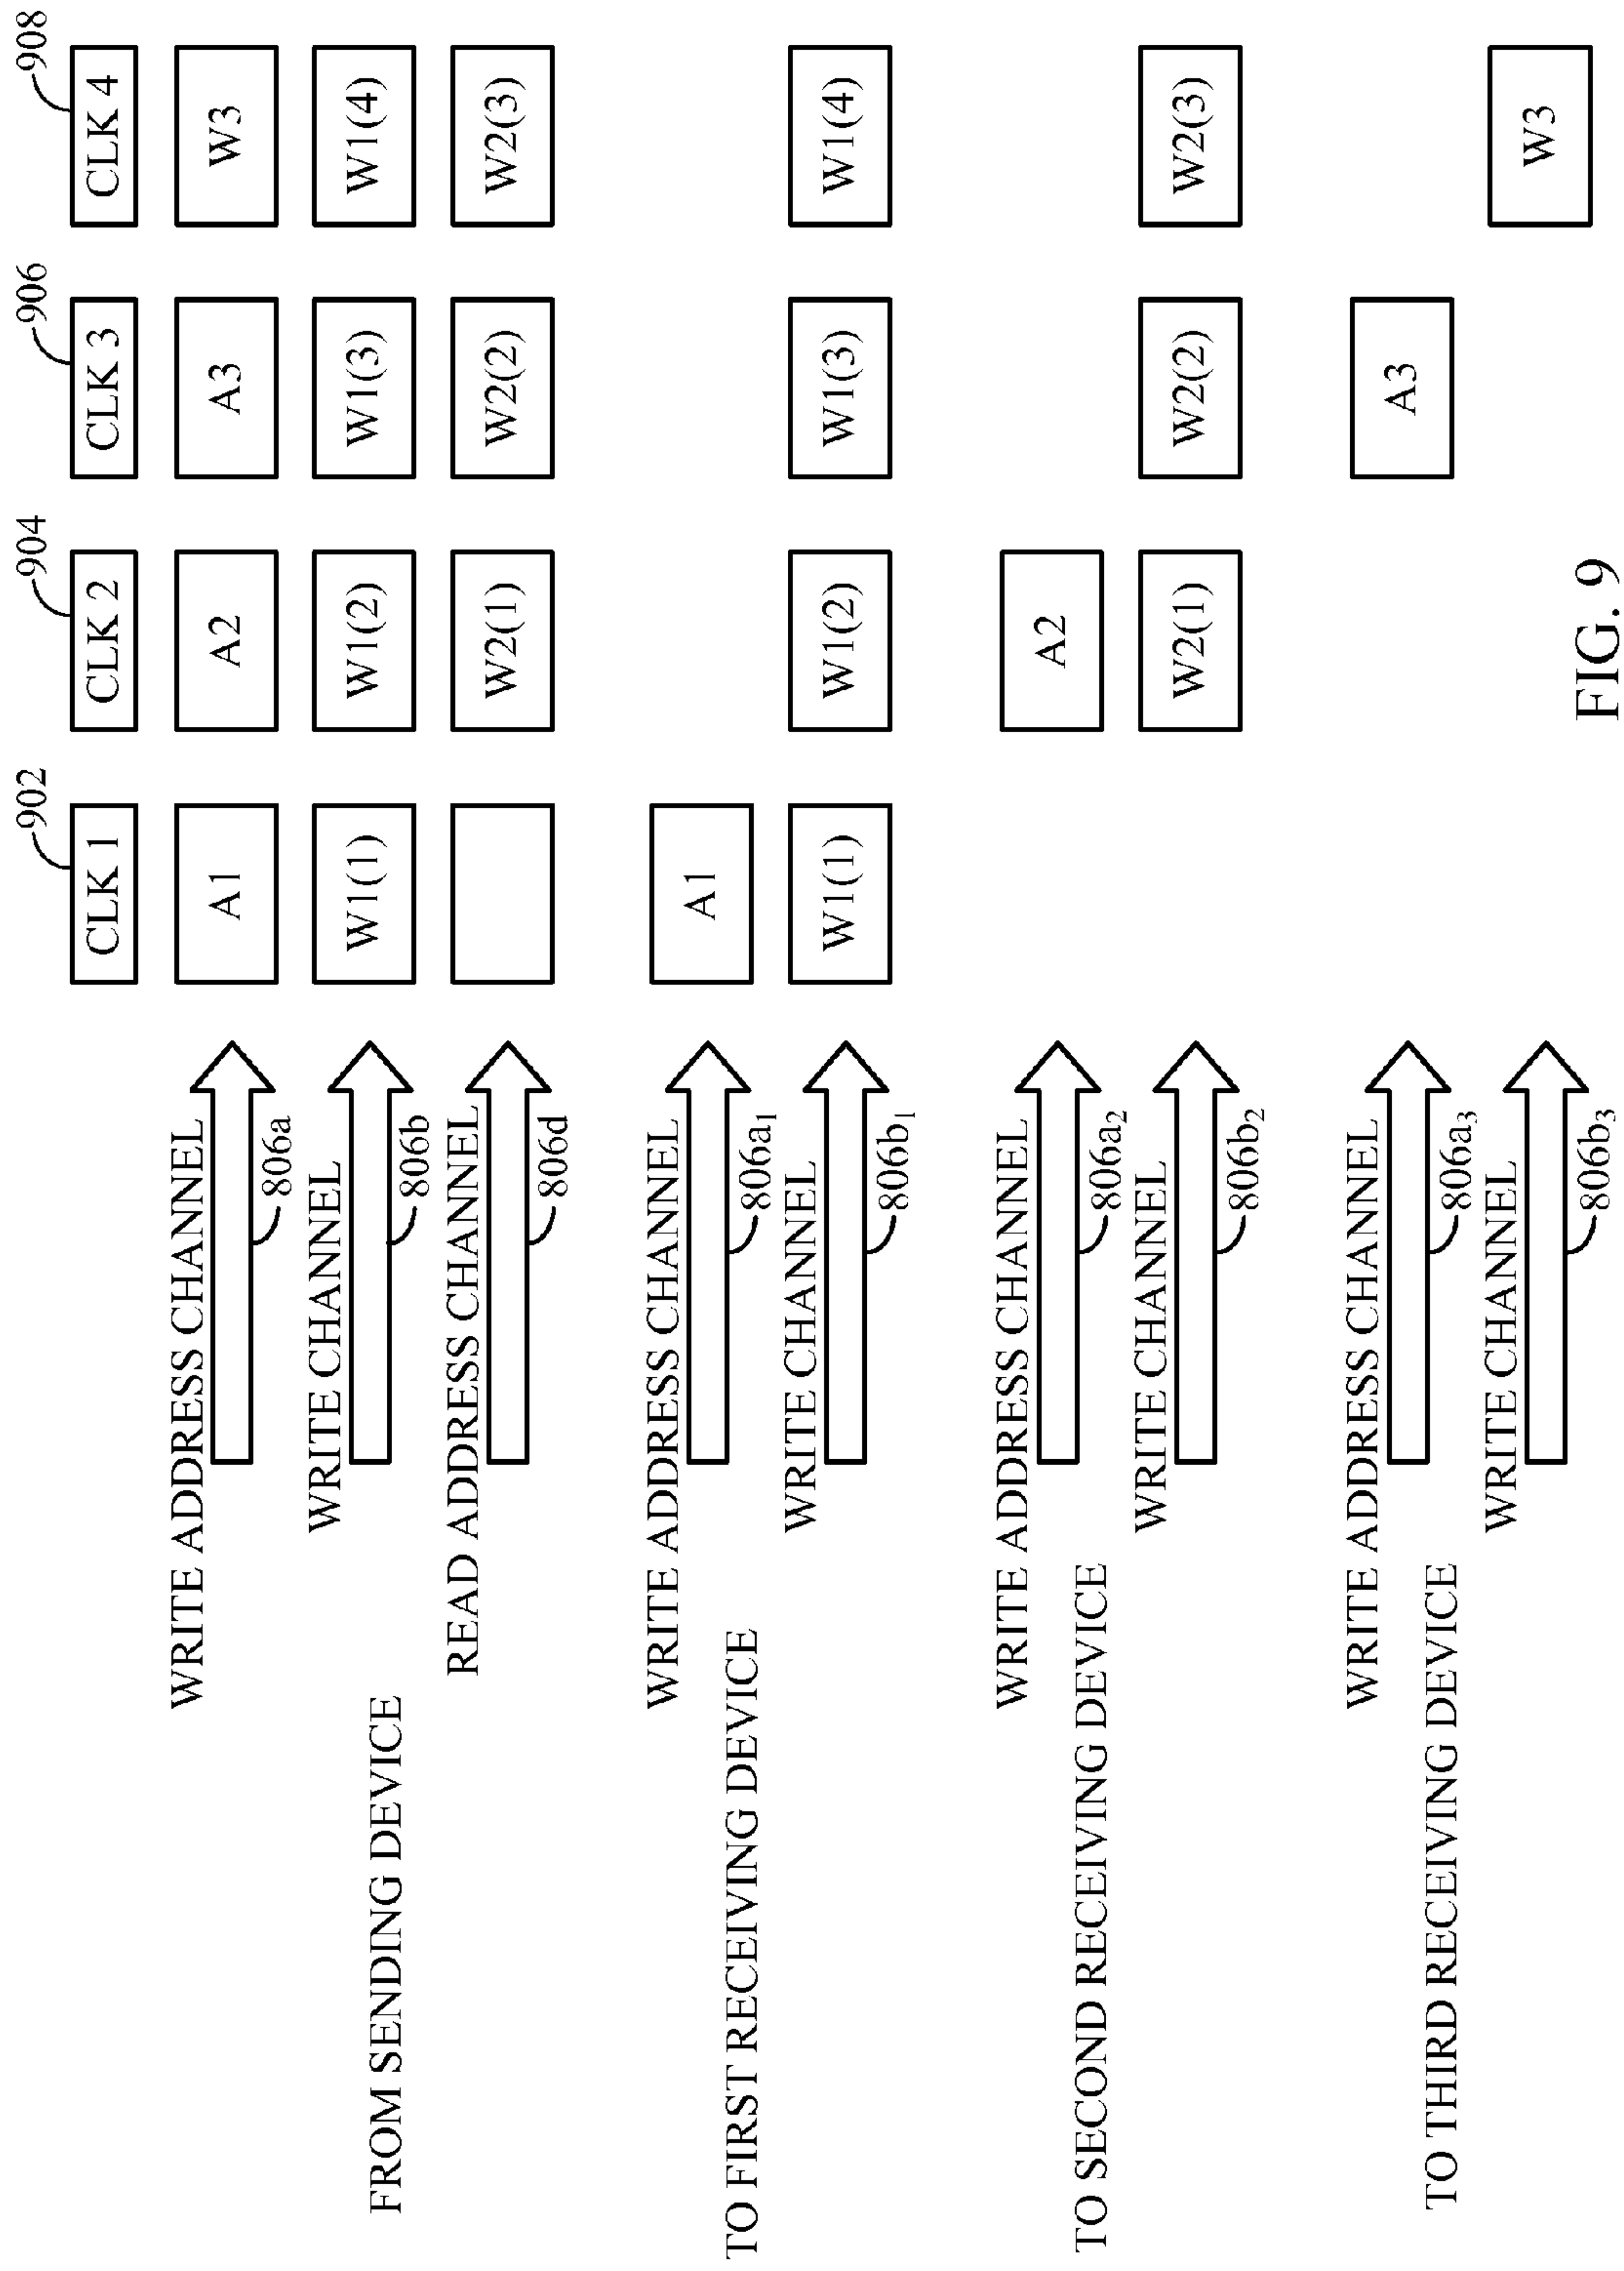 902 904 906 908
CLK 1 CLK 2 CLK 3 CLK 4
WRITE ADDRESS CHANNEL
806a
A1 A2 A3 W3
FROM SENDING DEVICE
WRITE CHANNEL
806b
W1(1) W1(2) W1(3) W1(4)
READ ADDRESS CHANNEL
806d
W2(1) W2(2) W2(3)
WRITE ADDRESS CHANNEL
806a1
A1
TO FIRST RECEIVING DEVICE
WRITE CHANNEL
806b1
W1(1) W1(2) W1(3) W1(4)
WRITE ADDRESS CHANNEL
806a2
A2
TO SECOND RECEIVING DEVICE
WRITE CHANNEL
806b2
W2(1) W2(2) W2(3)
WRITE ADDRESS CHANNEL
806a3
A3
TO THIRD RECEIVING DEVICE
WRITE CHANNEL
806b3
W3
FIG. 9